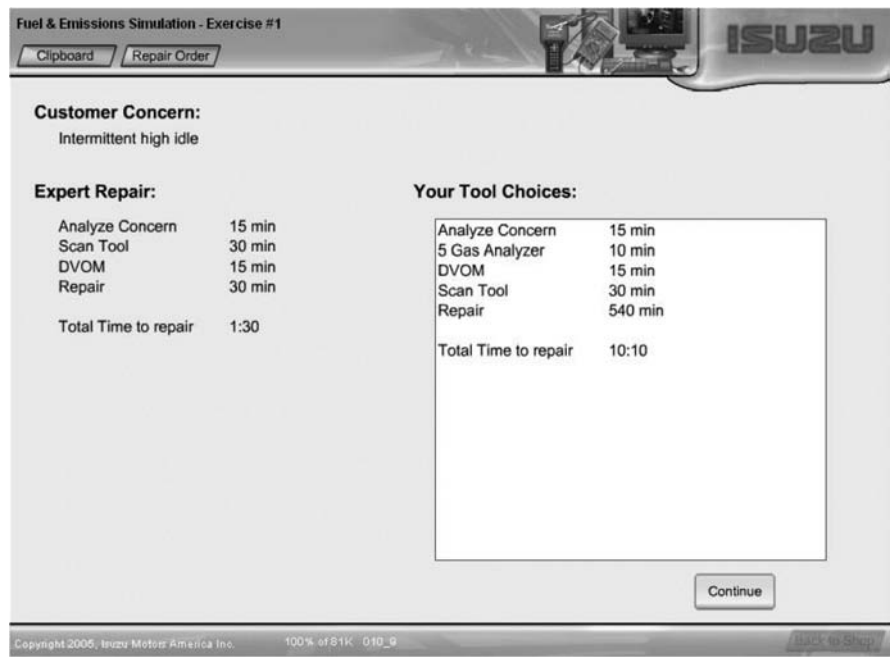 Fuel & Emissions Simulation - Exercise #1
ISUZU
Clipboard
Repair Order
Customer Concern:
Intermittent high idle
Expert Repair:
Analyze Concern 15 min
Scan Tool 30 min
DVOM 15 min
Repair 30 min
Total Time to repair 1:30
Your Tool Choices:
Analyze Concern 15 min
5 Gas Analyzer 10 min
DVOM 15 min
Scan Tool 30 min
Repair 540 min
Total Time to repair 10:10
Continue
Copyright 2005, Isuzu Motors America Inc. 100% of 81K 010_9
Back to Shop